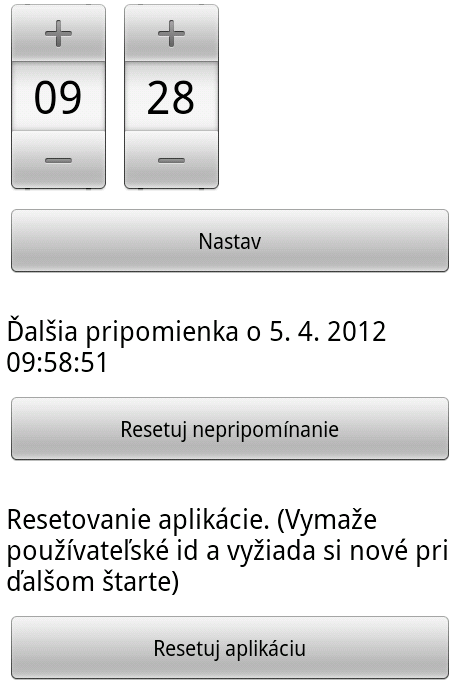 + +
09 28
− −
Nastav
Ďalšia pripomienka o 5. 4. 2012
09:58:51
Resetuj nepripomínanie
Resetovanie aplikácie. (Vymaže
používateľské id a vyžiada si nové pri
ďalšom štarte)
Resetuj aplikáciu